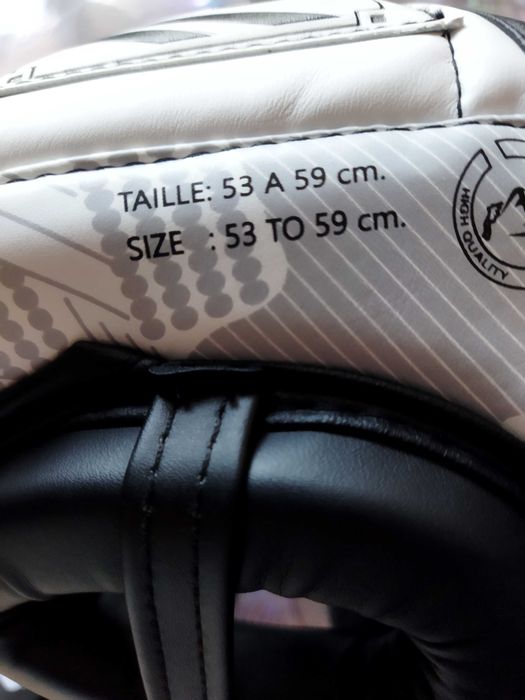 TAILLE: 53 A 59 cm.
SIZE : 53 TO 59 cm.
HIGH QUALITY